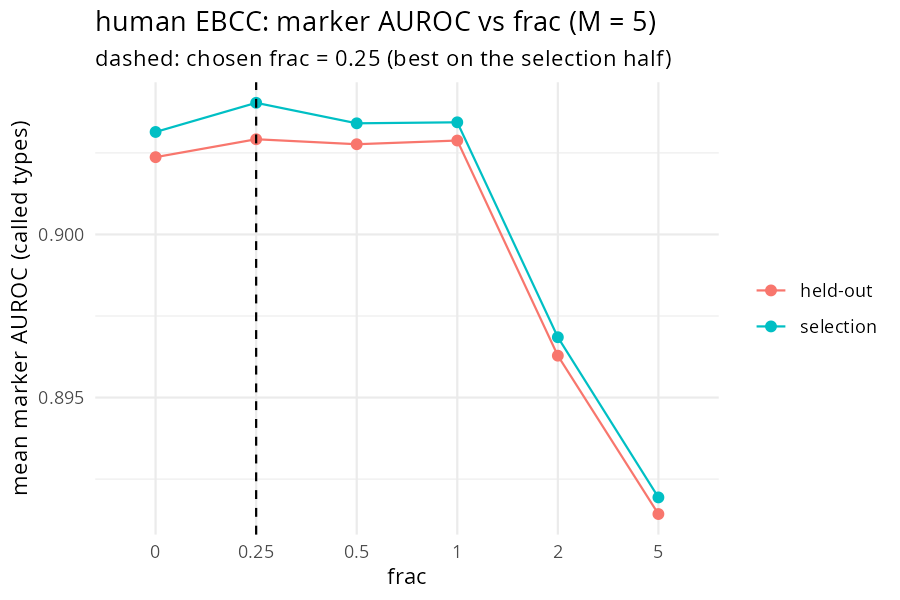 human EBCC: marker AUROC vs frac (M = 5)
dashed: chosen frac = 0.25 (best on the selection half)
mean marker AUROC (called types)
0.900
0.895
0
0.25
0.5
1
2
5
frac
held-out
selection